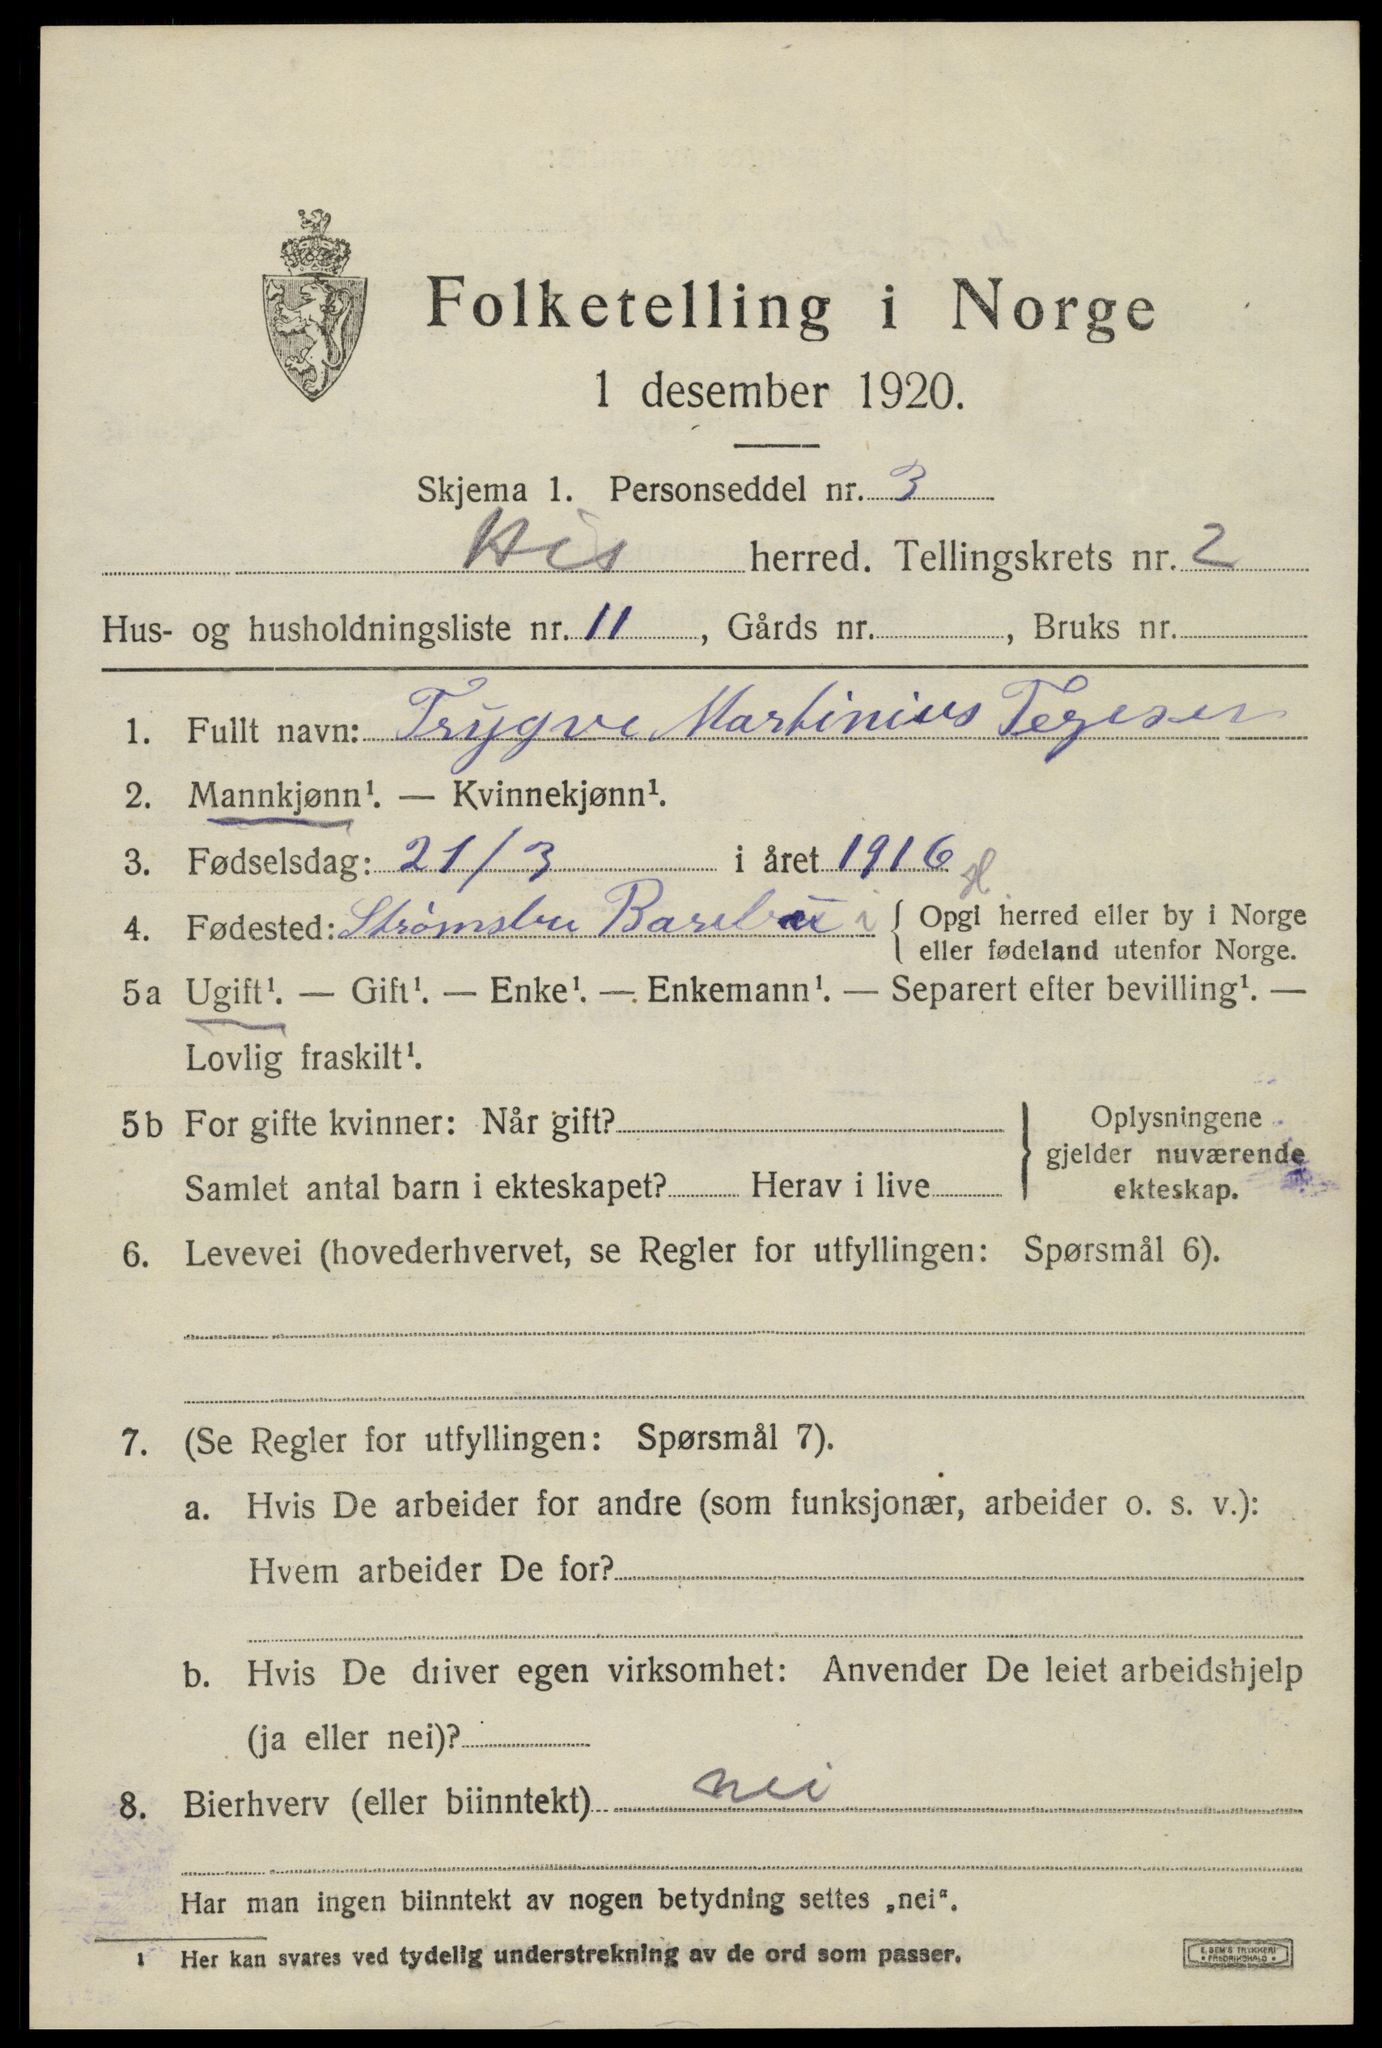 Folketelling i Norge
1 desember 1920.
Skjema 1. Personseddel nr. 3
His herred. Tellingskrets nr. 2
Hus- og husholdningsliste nr. 11, Gårds nr. , Bruks nr.
1. Fullt navn: Trygve Martinius
2. Mannkjønn¹. — Kvinnekjønn¹.
3. Fødselsdag: 21/3 i året 1916
4. Fødested: Strømsbu { Opgi herred eller by i Norge
eller fødeland utenfor Norge.
5a Ugift¹. — Gift¹. — Enke¹. — Enkemann¹. — Separert efter bevilling¹. —
Lovlig fraskilt¹.
5b For gifte kvinner: Når gift?
Samlet antal barn i ekteskapet? Herav i live
Oplysningene
gjelder nuværende
ekteskap.
6. Levevei (hovederhvervet, se Regler for utfyllingen: Spørsmål 6).
7. (Se Regler for utfyllingen: Spørsmål 7).
a. Hvis De arbeider for andre (som funksjonær, arbeider o. s. v.):
Hvem arbeider De for?
b. Hvis De driver egen virksomhet: Anvender De leiet arbeidshjelp
(ja eller nei)?
8. Bierhverv (eller biinntekt) nei
Har man ingen biinntekt av nogen betydning settes „nei“.
1 Her kan svares ved tydelig understrekning av de ord som passer.
E. SEM'S TRYKKERI
FREDRIKSHALD